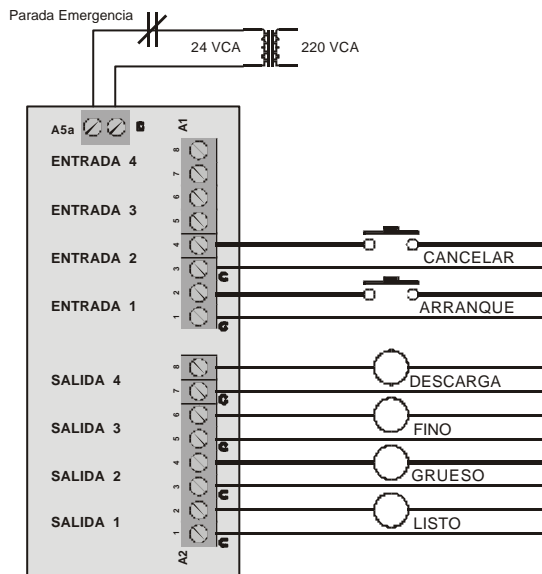 Parada Emergencia
24 VCA
220 VCA
A5a
A1
ENTRADA 4
8
7
ENTRADA 3
6
5
ENTRADA 2
4
3
CANCELAR
ENTRADA 1
2
1
ARRANQUE
SALIDA 4
8
7
DESCARGA
SALIDA 3
6
5
FINO
SALIDA 2
4
3
GRUESO
SALIDA 1
2
1
LISTO
A2